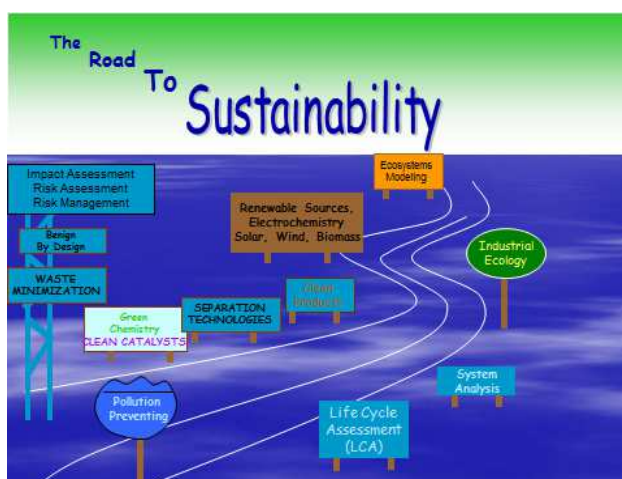 The
Road
To
Sustainability
Ecosystems
Modeling
Impact Assessment
Risk Assessment
Risk Management
Renewable Sources,
Electrochemistry
Solar, Wind, Biomass
Benign
By Design
Industrial
Ecology
WASTE
MINIMIZATION
Clean
Products
SEPARATION
TECHNOLOGIES
Green
Chemistry
CLEAN CATALYSTS
System
Analysis
Pollution
Preventing
Life Cycle
Assessment
(LCA)